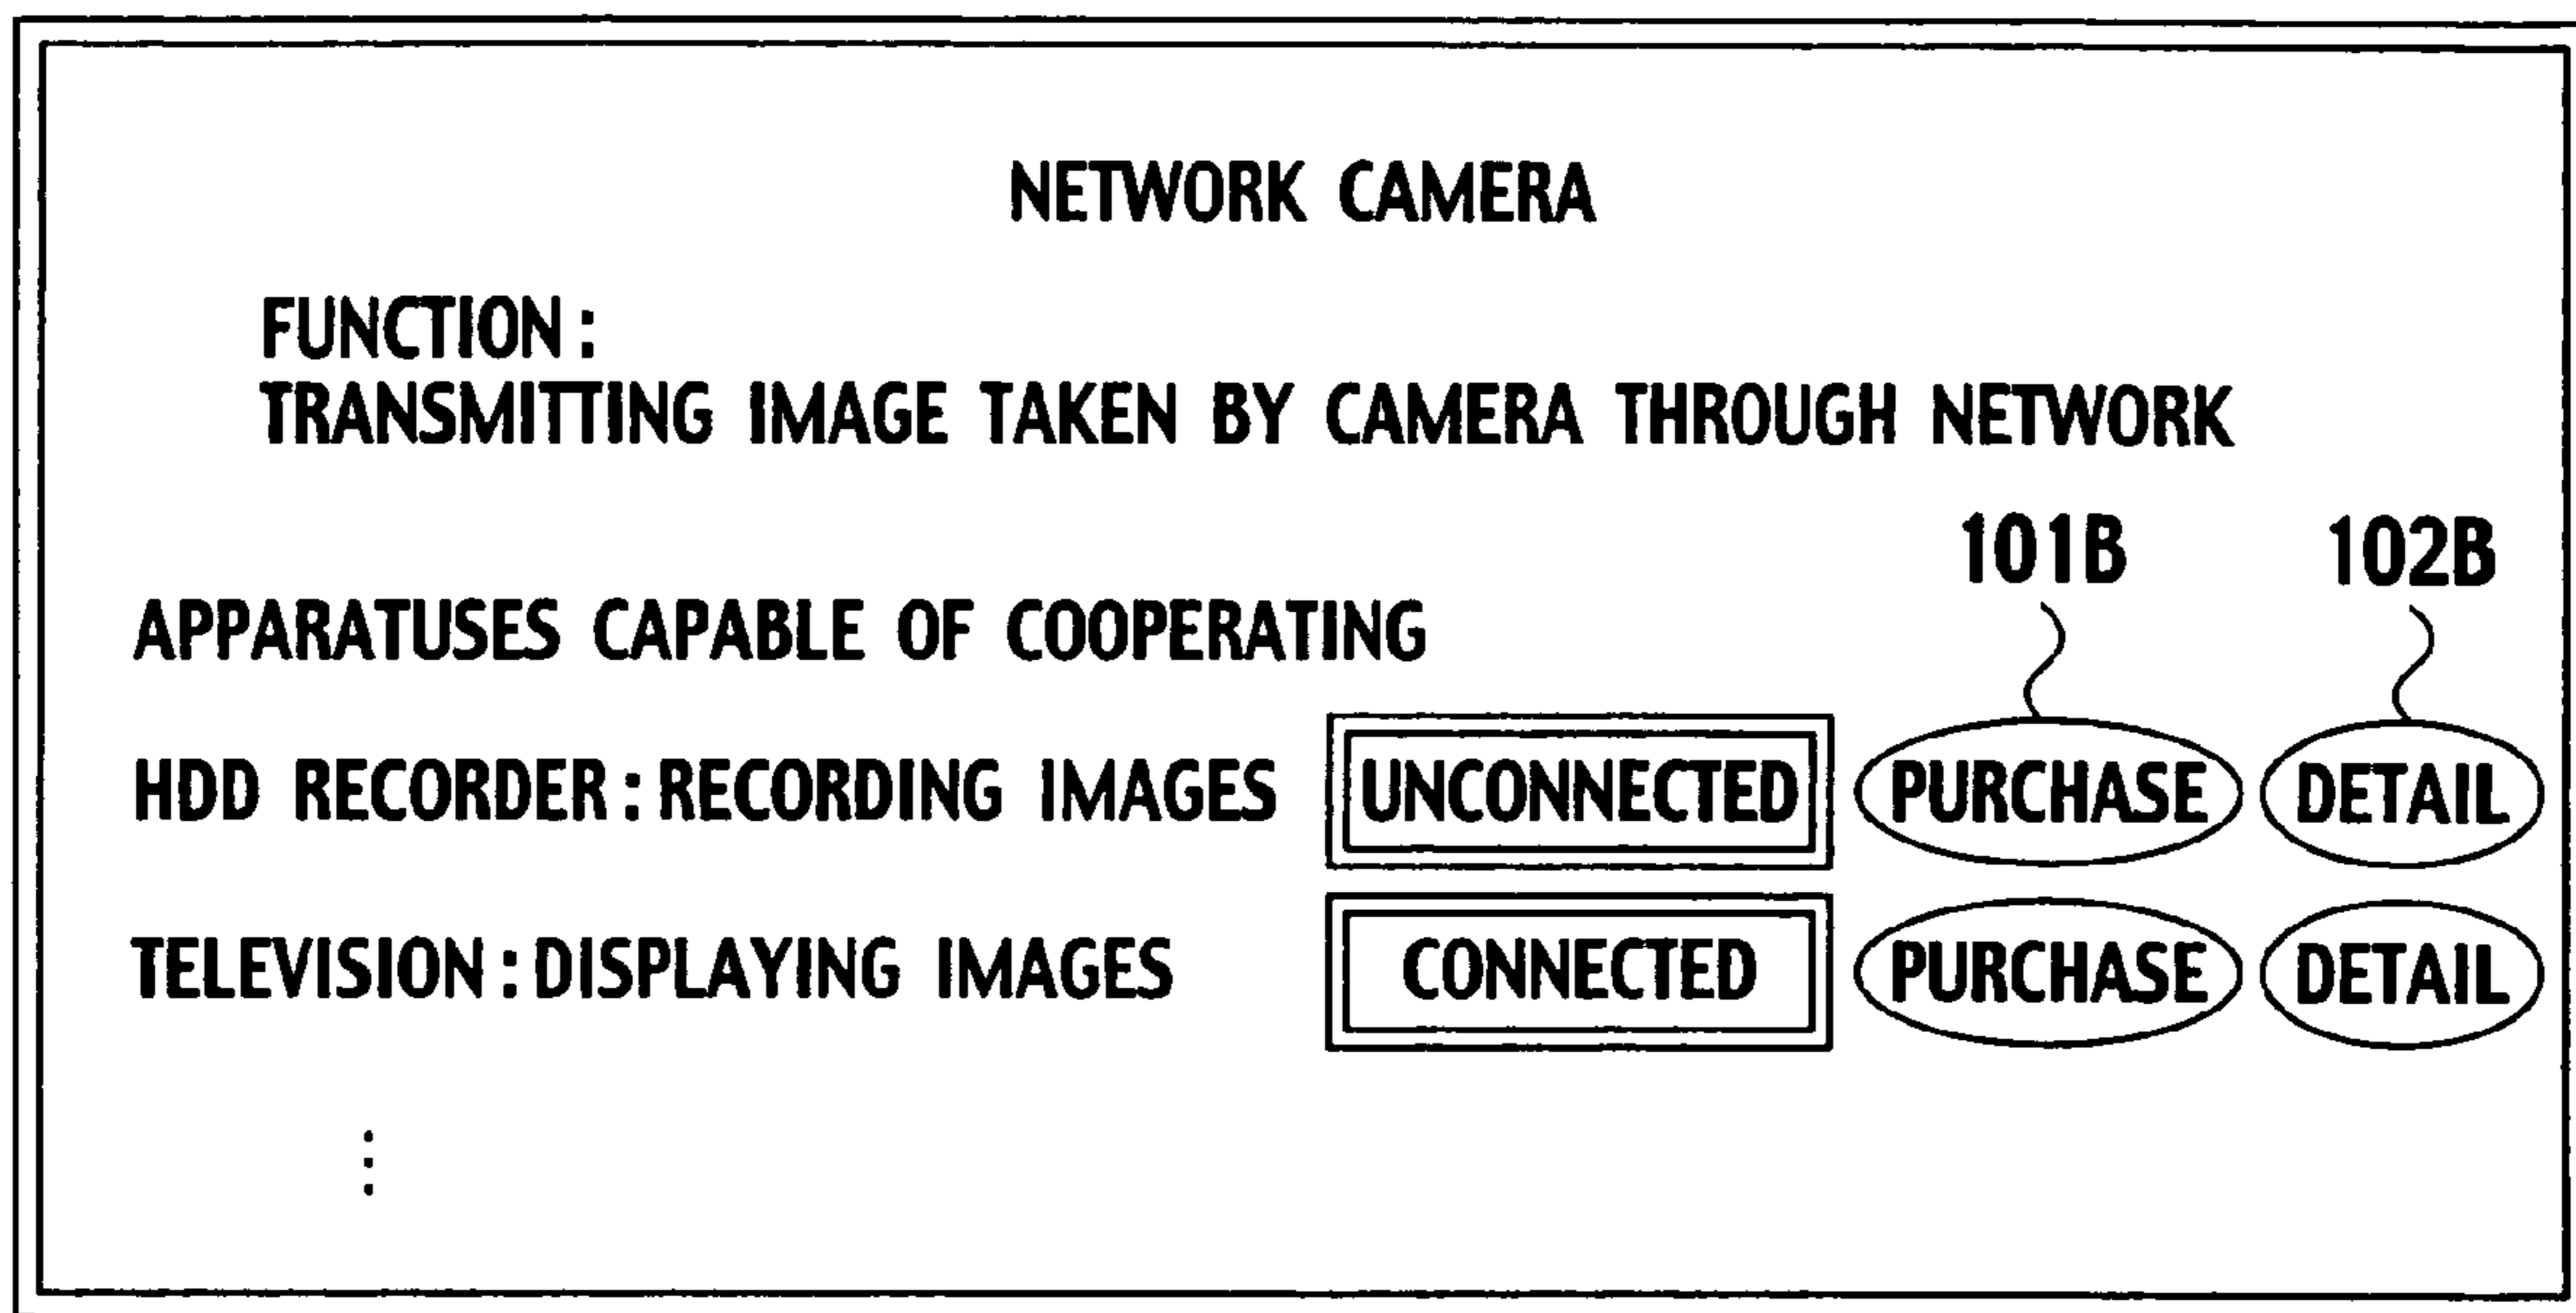 NETWORK CAMERA
FUNCTION:
TRANSMITTING IMAGE TAKEN BY CAMERA THROUGH NETWORK
101B 102B
APPARATUSES CAPABLE OF COOPERATING
HDD RECORDER: RECORDING IMAGES UNCONNECTED PURCHASE DETAIL
TELEVISION: DISPLAYING IMAGES CONNECTED PURCHASE DETAIL